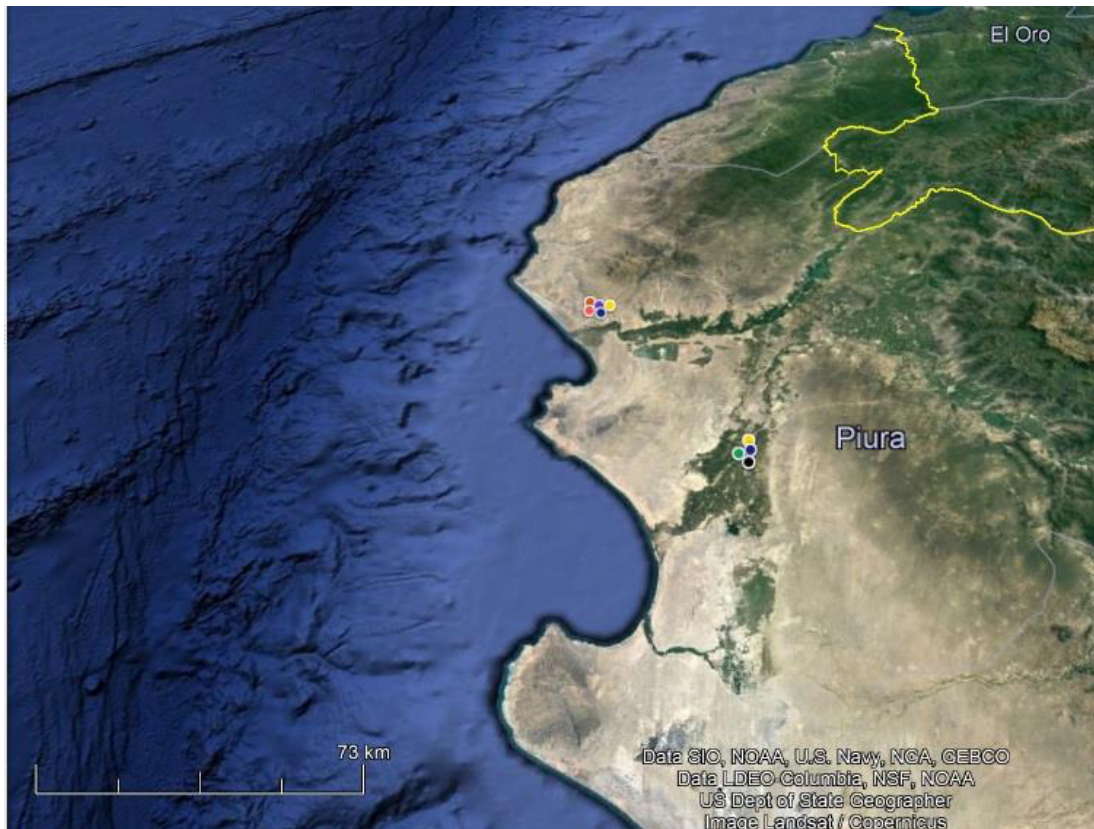 El Oro
Piura
73 km
Data SIO, NOAA, U.S. Navy, NGA, GEBCO
Data LDEO-Columbia, NSF, NOAA
US Dept of State Geographer
Image Landsat / Copernicus